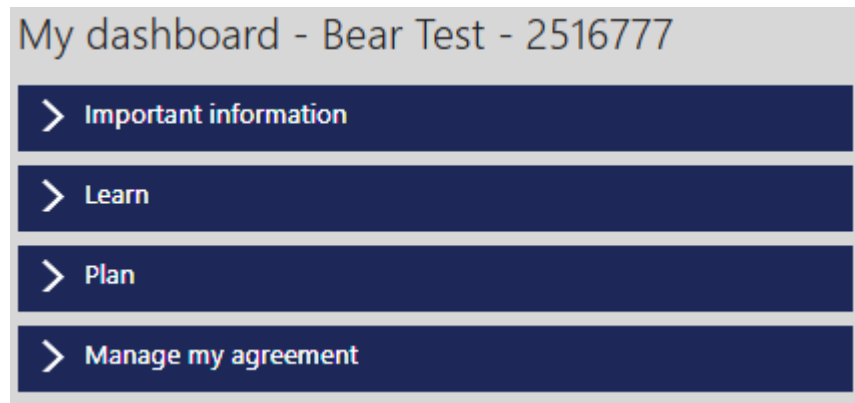 My dashboard - Bear Test - 2516777
Important information
Learn
Plan
Manage my agreement